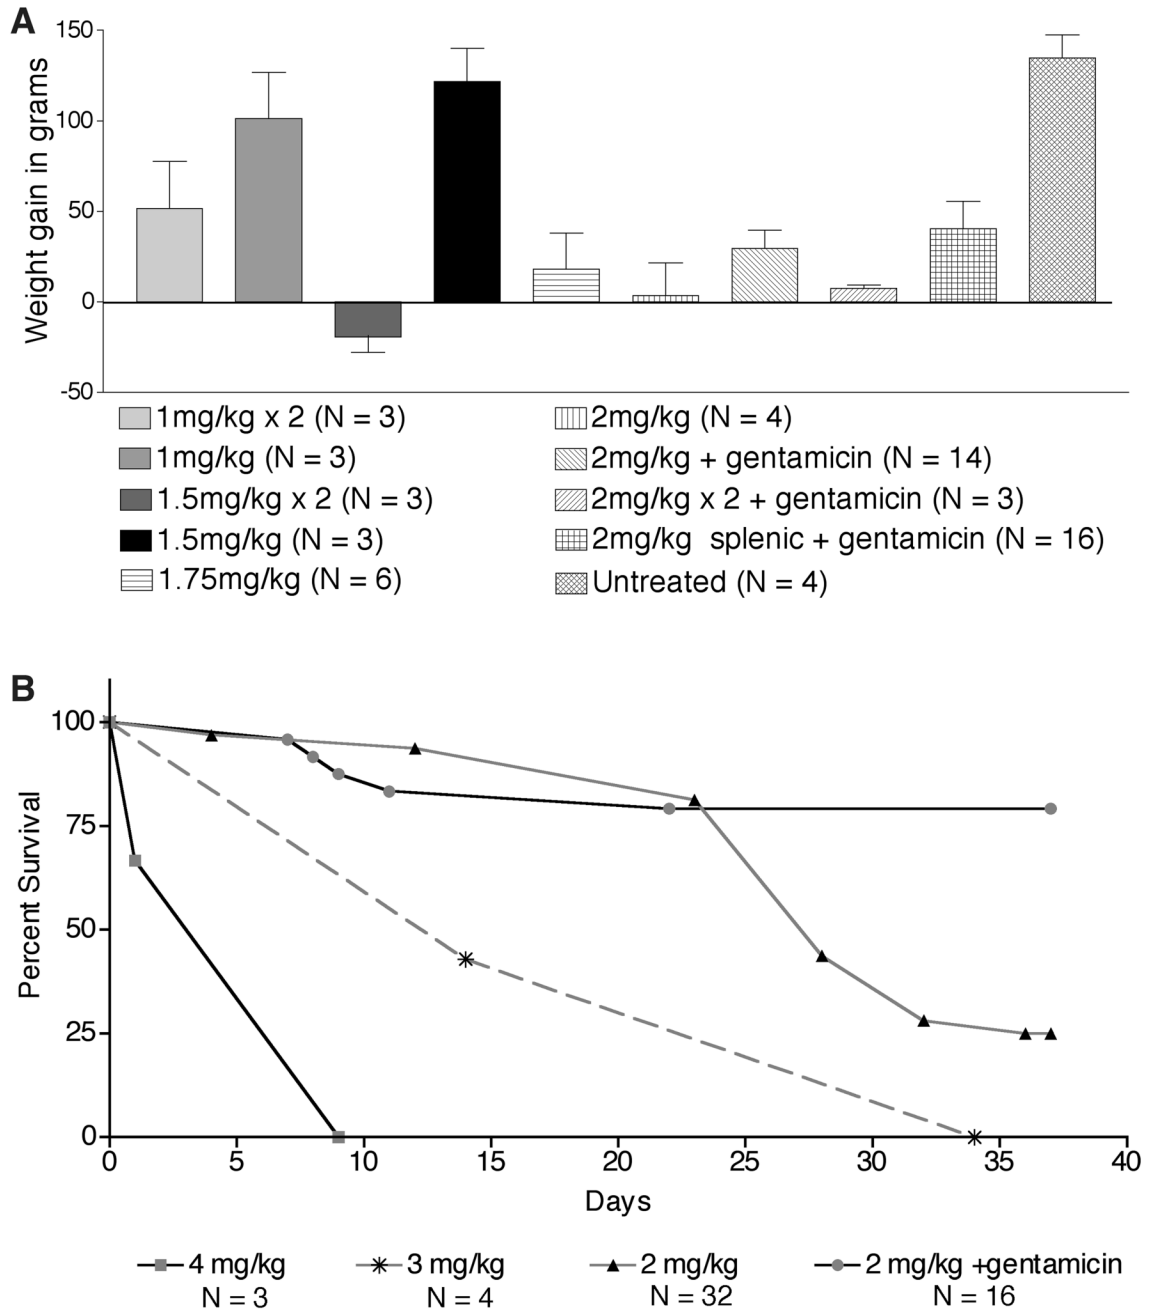 A
Weight gain in grams
150
100
50
0
-50
1mg/kg x 2 (N = 3)
1mg/kg (N = 3)
1.5mg/kg x 2 (N = 3)
1.5mg/kg (N = 3)
1.75mg/kg (N = 6)
2mg/kg (N = 4)
2mg/kg + gentamicin (N = 14)
2mg/kg x 2 + gentamicin (N = 3)
2mg/kg splenic + gentamicin (N = 16)
Untreated (N = 4)
B
Percent Survival
100
75
50
25
0
0 5 10 15 20 25 30 35 40
Days
4 mg/kg 3 mg/kg 2 mg/kg 2 mg/kg +gentamicin
N = 3 N = 4 N = 32 N = 16